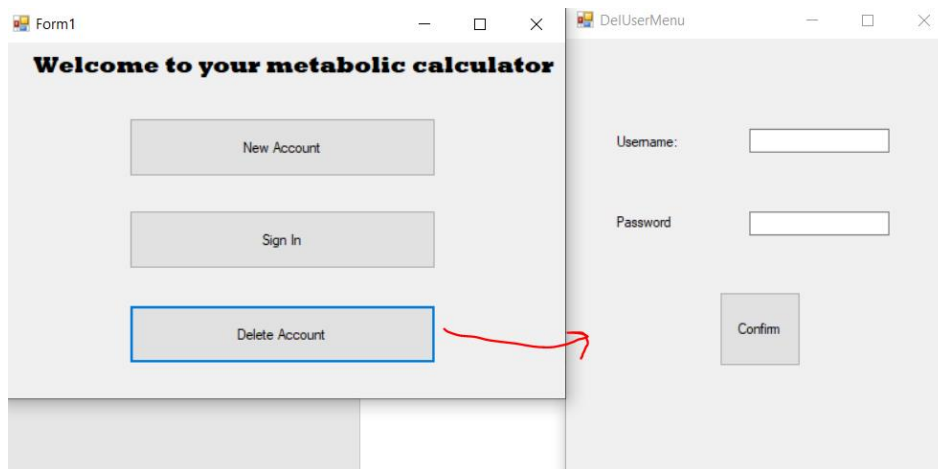 Form1
Welcome to your metabolic calculator
New Account
Sign In
Delete Account
DelUserMenu
Username:
Password
Confirm